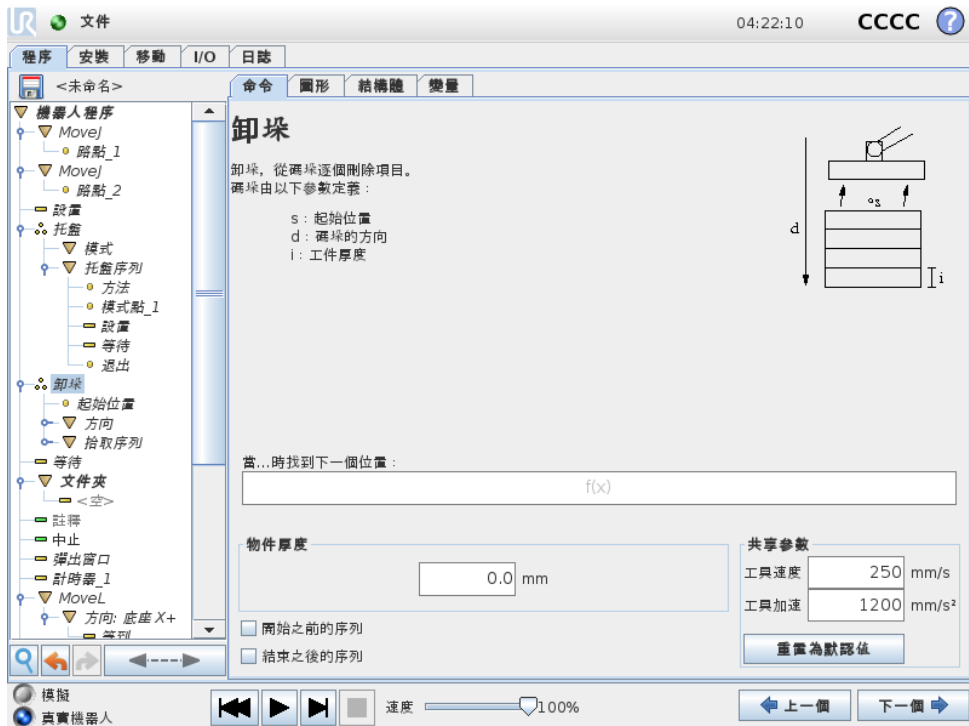 UR 文件 04:22:10 CCCC ?
程序 安裝 移動 I/O 日誌
<未命名>
命令 圖形 結構體 變量
機器人程序
MoveJ
路點_1
MoveJ
路點_2
設置
托盤
模式
托盤序列
方法
模式點_1
設置
等待
退出
卸垛
起始位置
方向
拾取序列
等待
文件夾
<空>
註釋
中止
彈出窗口
計時器_1
MoveL
方向: 底座 X+
等到
卸垛
卸垛，從碼垛逐個刪除項目。
碼垛由以下參數定義：
s：起始位置
d：碼垛的方向
i：工件厚度
s
d
i
當...時找到下一個位置：
f(x)
物件厚度
0.0 mm
開始之前的序列
結束之後的序列
共享參數
工具速度 250 mm/s
工具加速 1200 mm/s²
重置為默認值
模擬
真實機器人
速度 100%
上一個 下一個